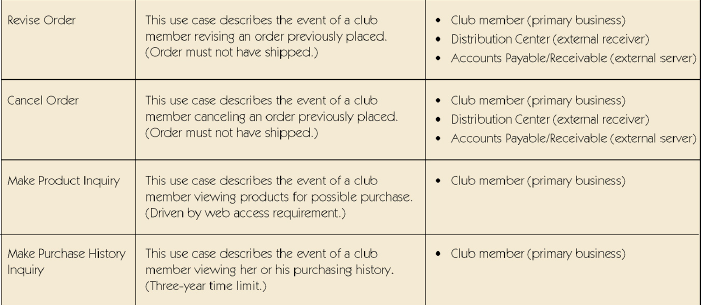 Revise Order
This use case describes the event of a club
member revising an order previously placed.
(Order must not have shipped.)
• Club member (primary business)
• Distribution Center (external receiver)
• Accounts Payable/Receivable (external server)
Cancel Order
This use case describes the event of a club
member canceling an order previously placed.
(Order must not have shipped.)
• Club member (primary business)
• Distribution Center (external receiver)
• Accounts Payable/Receivable (external server)
Make Product Inquiry
This use case describes the event of a club
member viewing products for possible purchase.
(Driven by web access requirement.)
• Club member (primary business)
Make Purchase History
Inquiry
This use case describes the event of a club
member viewing her or his purchasing history.
(Three-year time limit.)
• Club member (primary business)